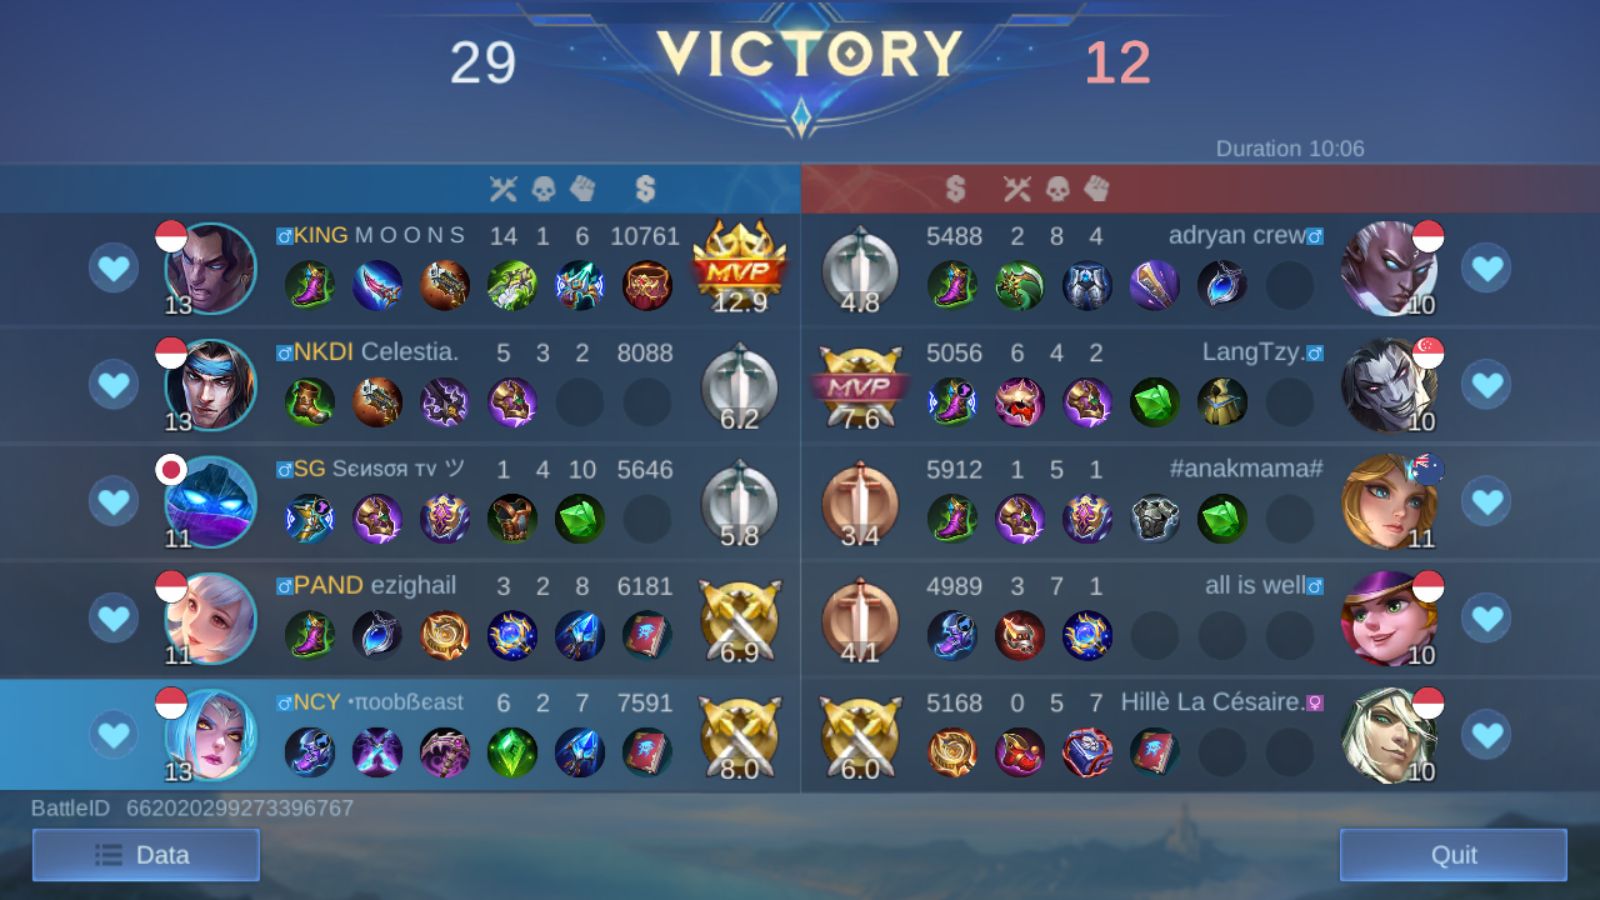 29 VICTORY 12
Duration 10:06
KING M O O N S 14 1 6 10761
13 MVP 12.9
5488 2 8 4 adryan crew
4.8 10
NKDI Celestia. 5 3 2 8088
13 6.2
5056 6 4 2 LangTzy.
MVP 7.6 10
SG Sєиsσя тv ツ 1 4 10 5646
11 5.8
5912 1 5 1 #anakmama#
3.4 11
PAND ezighail 3 2 8 6181
11 6.9
4989 3 7 1 all is well
4.1 10
NCY •πoobßєast 6 2 7 7591
13 8.0
5168 0 5 7 Hillè La Césaire.
6.0 10
BattleID 662020299273396767
Data
Quit